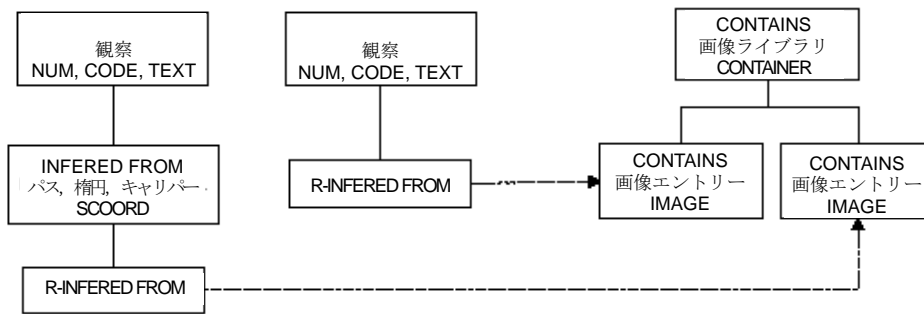 観察
NUM, CODE, TEXT
INFERED FROM
パス, 楕円, キャリパー
SCOORD
R-INFERED FROM
観察
NUM, CODE, TEXT
R-INFERED FROM
CONTAINS
画像ライブラリ
CONTAINER
CONTAINS
画像エントリー
IMAGE
CONTAINS
画像エントリー
IMAGE